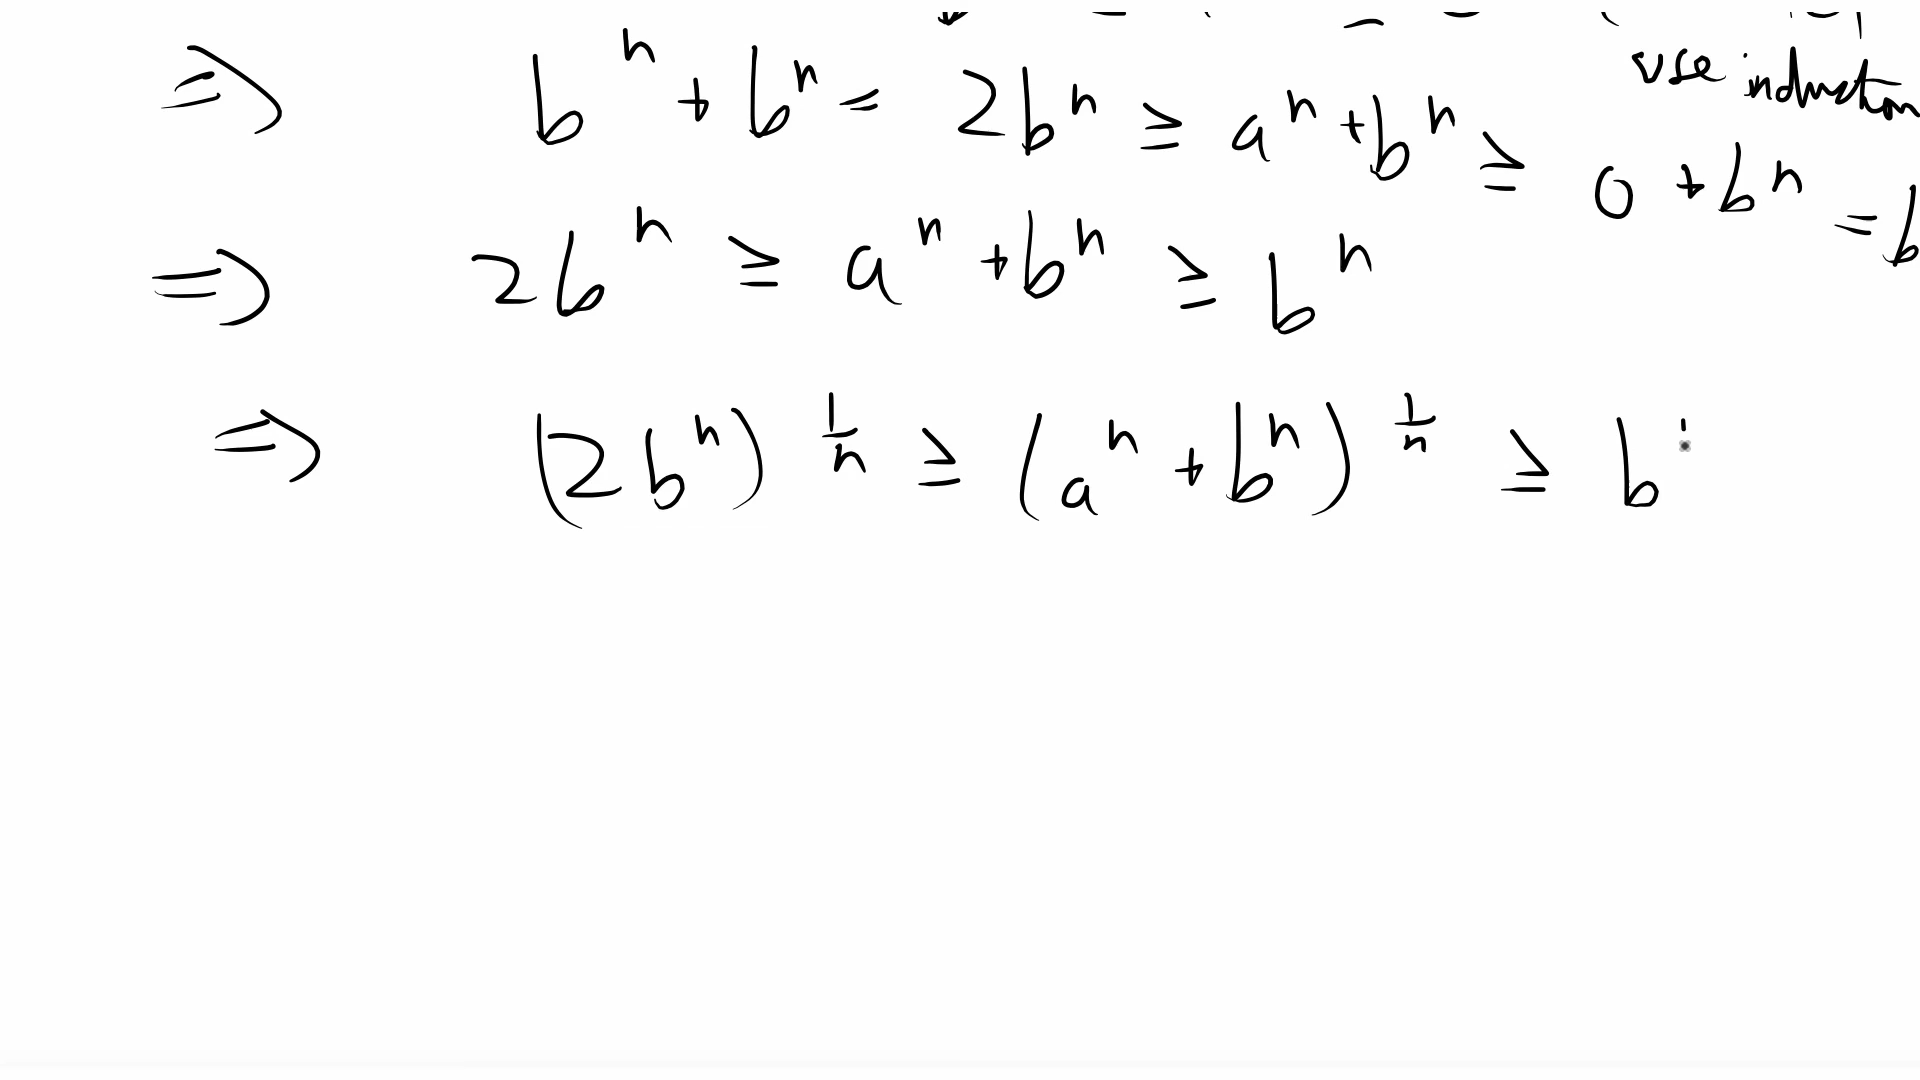 use induction
⇒ bⁿ + bⁿ = 2bⁿ ≥ aⁿ + bⁿ ≥ 0 + bⁿ = b
⇒ 2bⁿ ≥ aⁿ + bⁿ ≥ bⁿ
⇒ (2bⁿ)^(1/n) ≥ (aⁿ + bⁿ)^(1/n) ≥ b